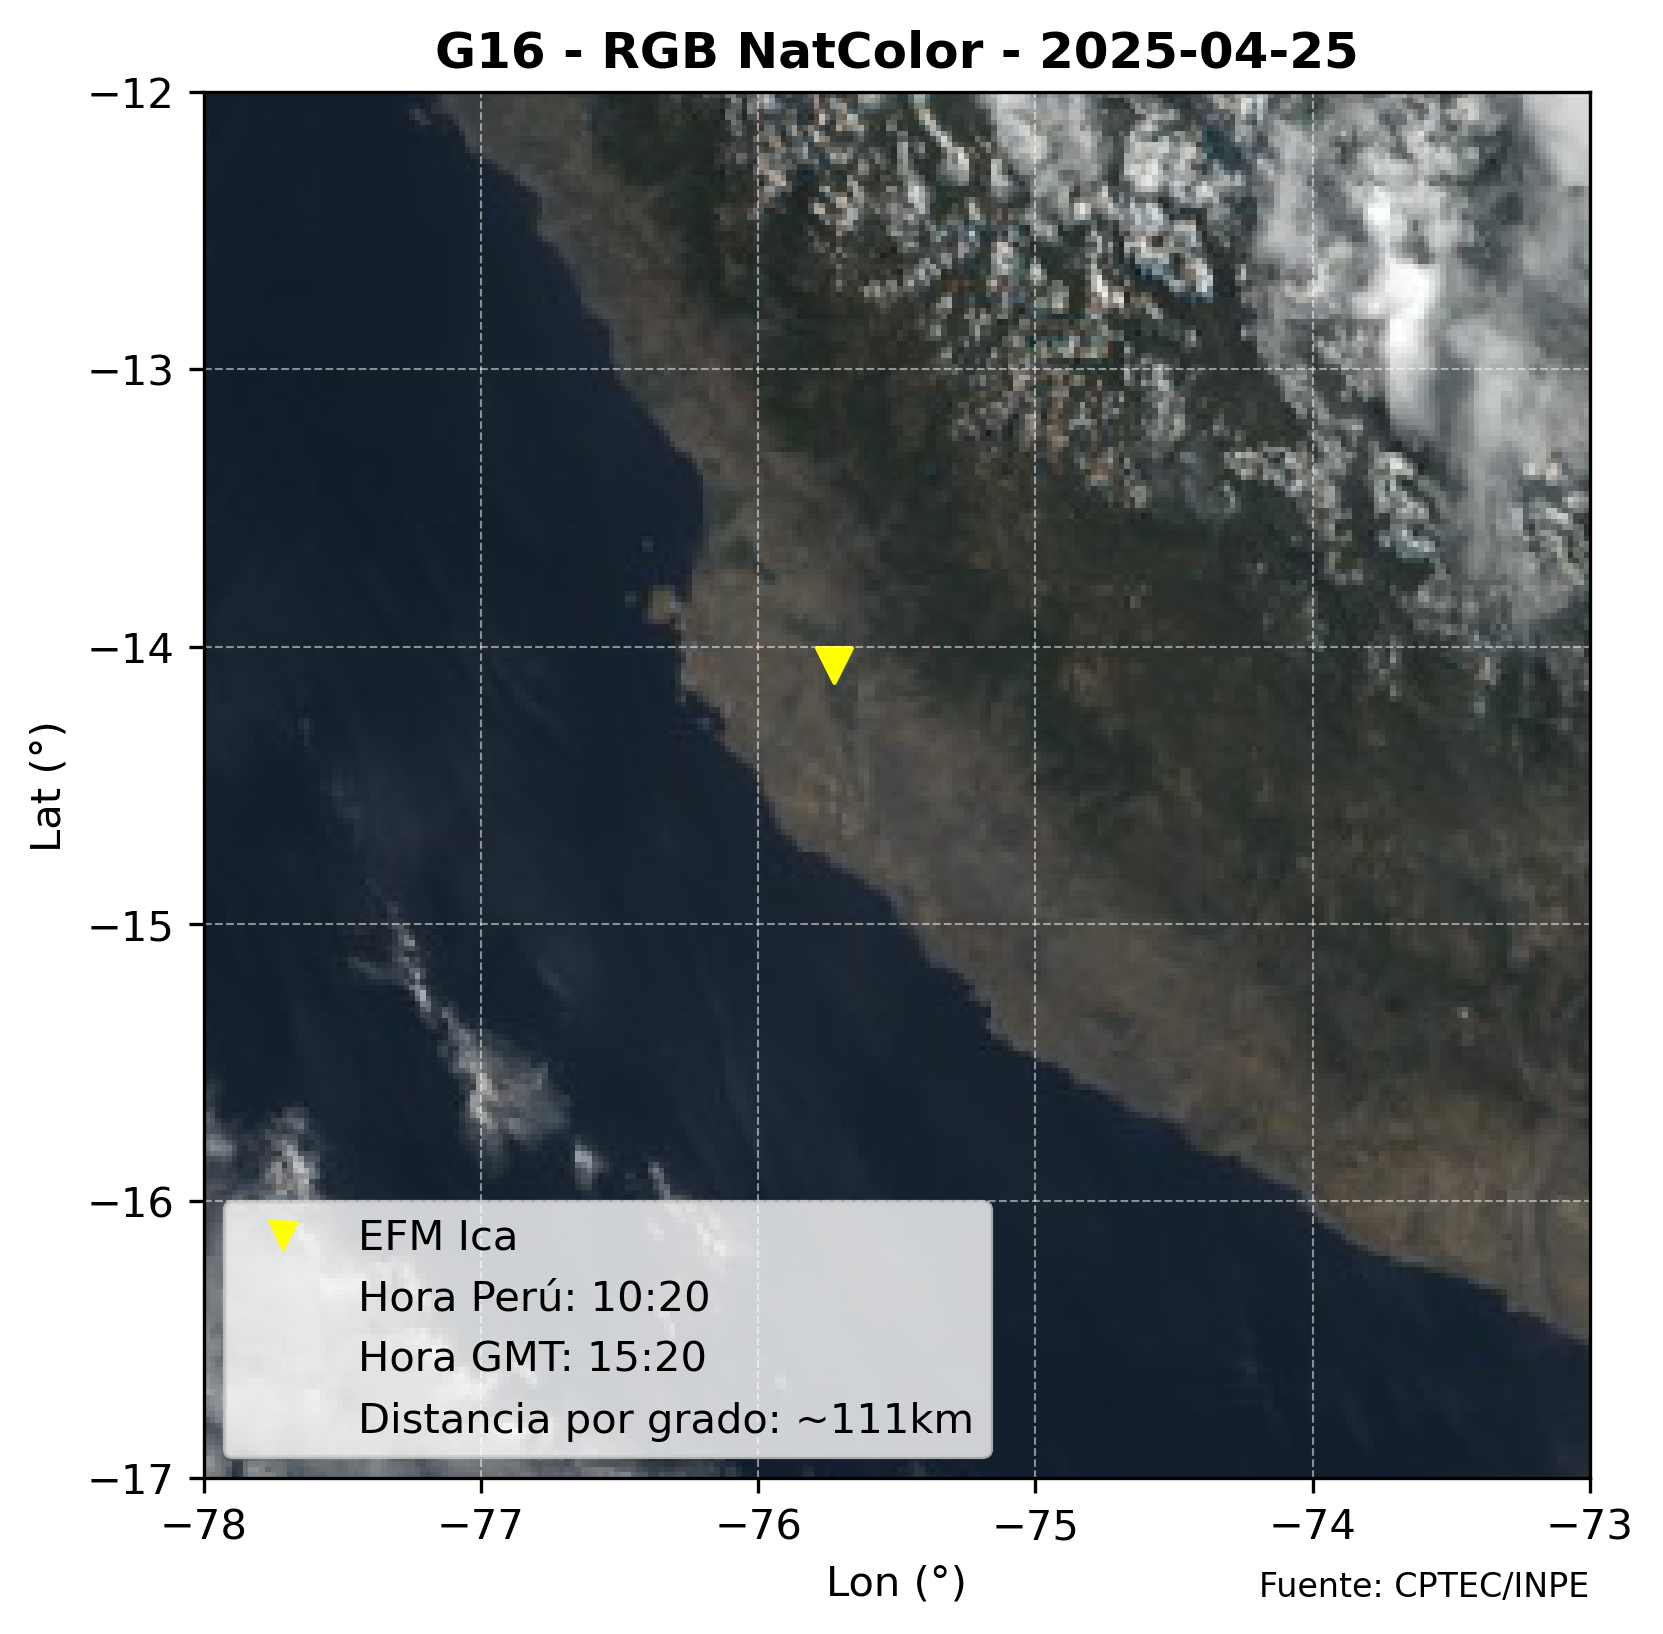 G16 - RGB NatColor - 2025-04-25
−12
−13
−14
−15
−16
−17
Lat (°)
EFM Ica
Hora Perú: 10:20
Hora GMT: 15:20
Distancia por grado: ~111km
−78 −77 −76 −75 −74 −73
Lon (°)
Fuente: CPTEC/INPE